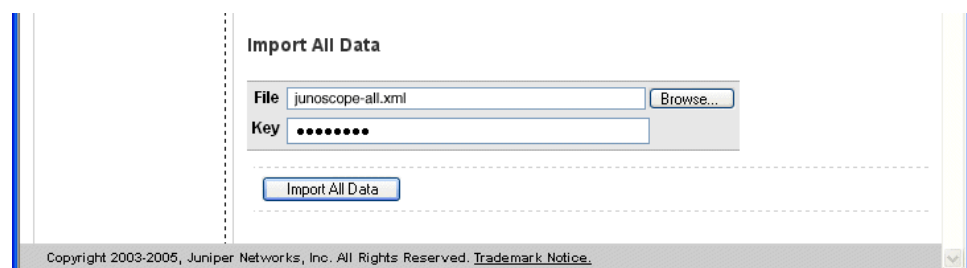 Import All Data
File junoscope-all.xml Browse...
Key ••••••••
Import All Data
Copyright 2003-2005, Juniper Networks, Inc. All Rights Reserved. Trademark Notice.